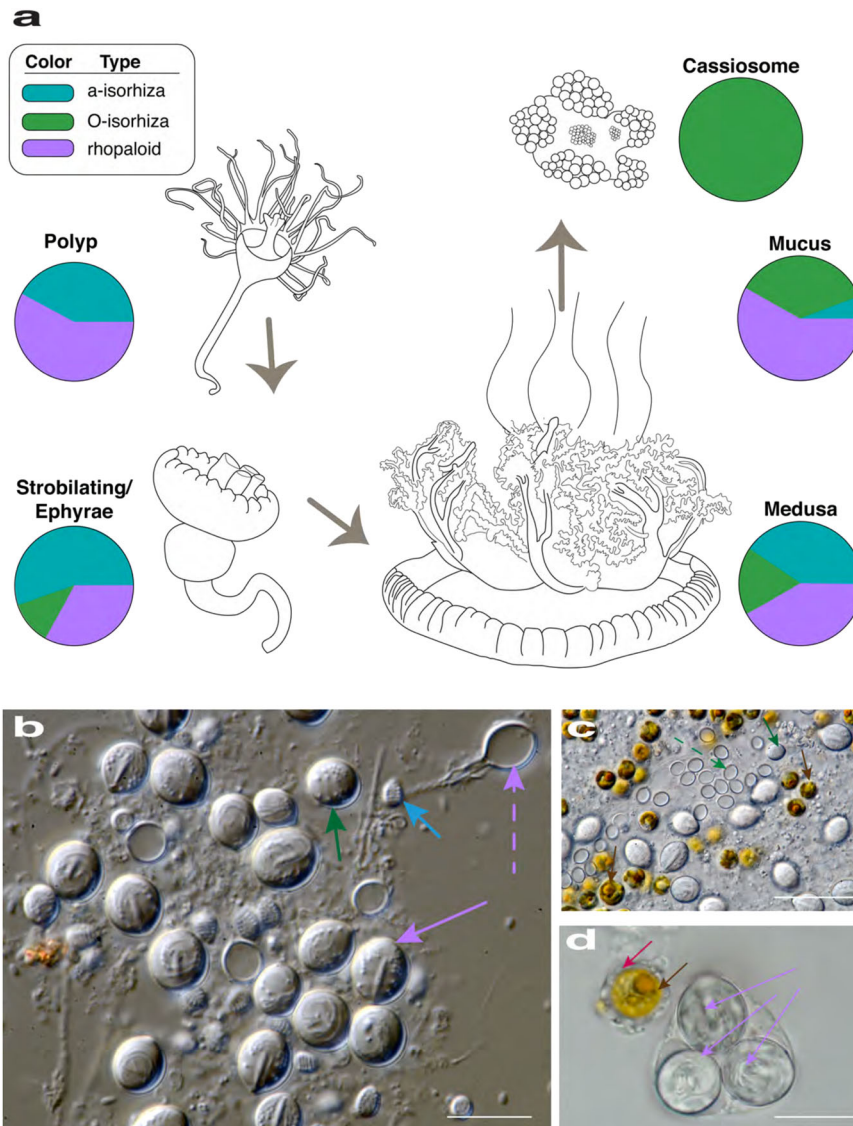 a
Color Type
a-isorhiza
O-isorhiza
rhopaloid
Cassiosome
Polyp
Mucus
Strobilating/
Ephyrae
Medusa
b
c
d